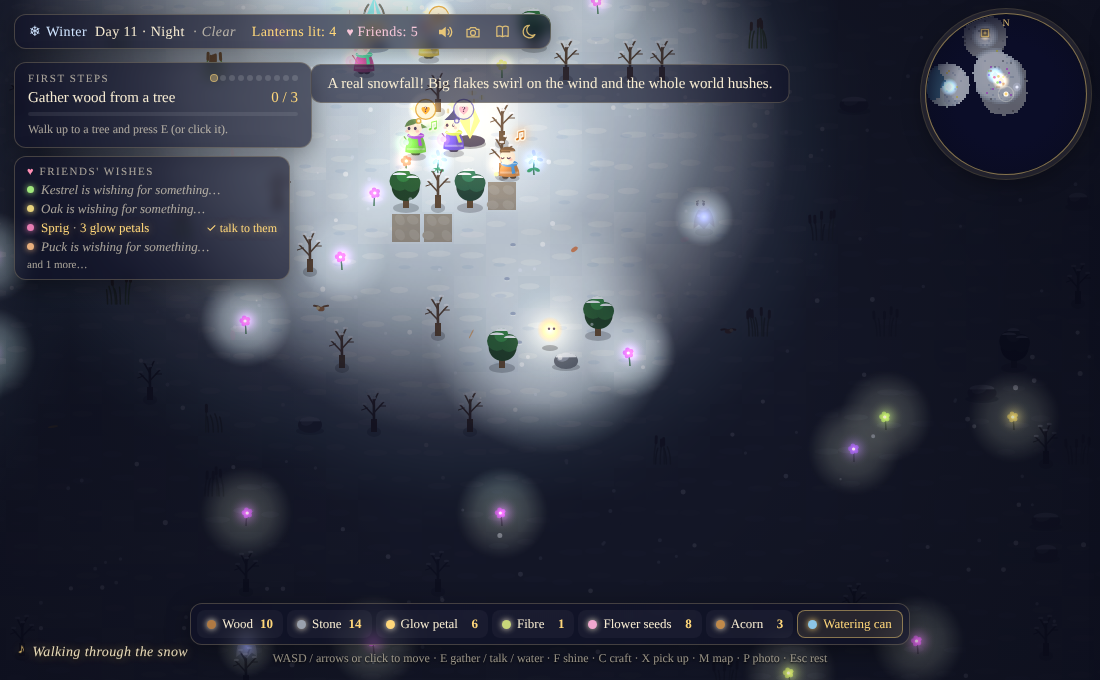 Winter Day 11 · Night · Clear Lanterns lit: 4 ♥ Friends: 5
N
FIRST STEPS
Gather wood from a tree 0 / 3
Walk up to a tree and press E (or click it).
A real snowfall! Big flakes swirl on the wind and the whole world hushes.
♥ FRIENDS' WISHES
Kestrel is wishing for something…
Oak is wishing for something…
Sprig · 3 glow petals ✓ talk to them
Puck is wishing for something…
and 1 more…
Wood 10 Stone 14 Glow petal 6 Fibre 1 Flower seeds 8 Acorn 3 Watering can
♪ Walking through the snow
WASD / arrows or click to move · E gather / talk / water · F shine · C craft · X pick up · M map · P photo · Esc rest